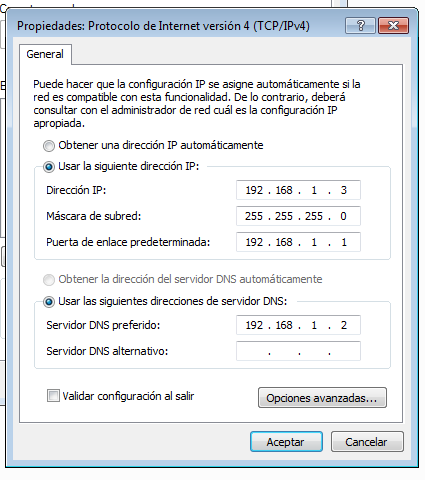 Propiedades: Protocolo de Internet versión 4 (TCP/IPv4)
General
Puede hacer que la configuración IP se asigne automáticamente si la
red es compatible con esta funcionalidad. De lo contrario, deberá
consultar con el administrador de red cuál es la configuración IP
apropiada.
Obtener una dirección IP automáticamente
Usar la siguiente dirección IP:
Dirección IP: 192 . 168 . 1 . 3
Máscara de subred: 255 . 255 . 255 . 0
Puerta de enlace predeterminada: 192 . 168 . 1 . 1
Obtener la dirección del servidor DNS automáticamente
Usar las siguientes direcciones de servidor DNS:
Servidor DNS preferido: 192 . 168 . 1 . 2
Servidor DNS alternativo: . . .
Validar configuración al salir
Opciones avanzadas...
Aceptar Cancelar